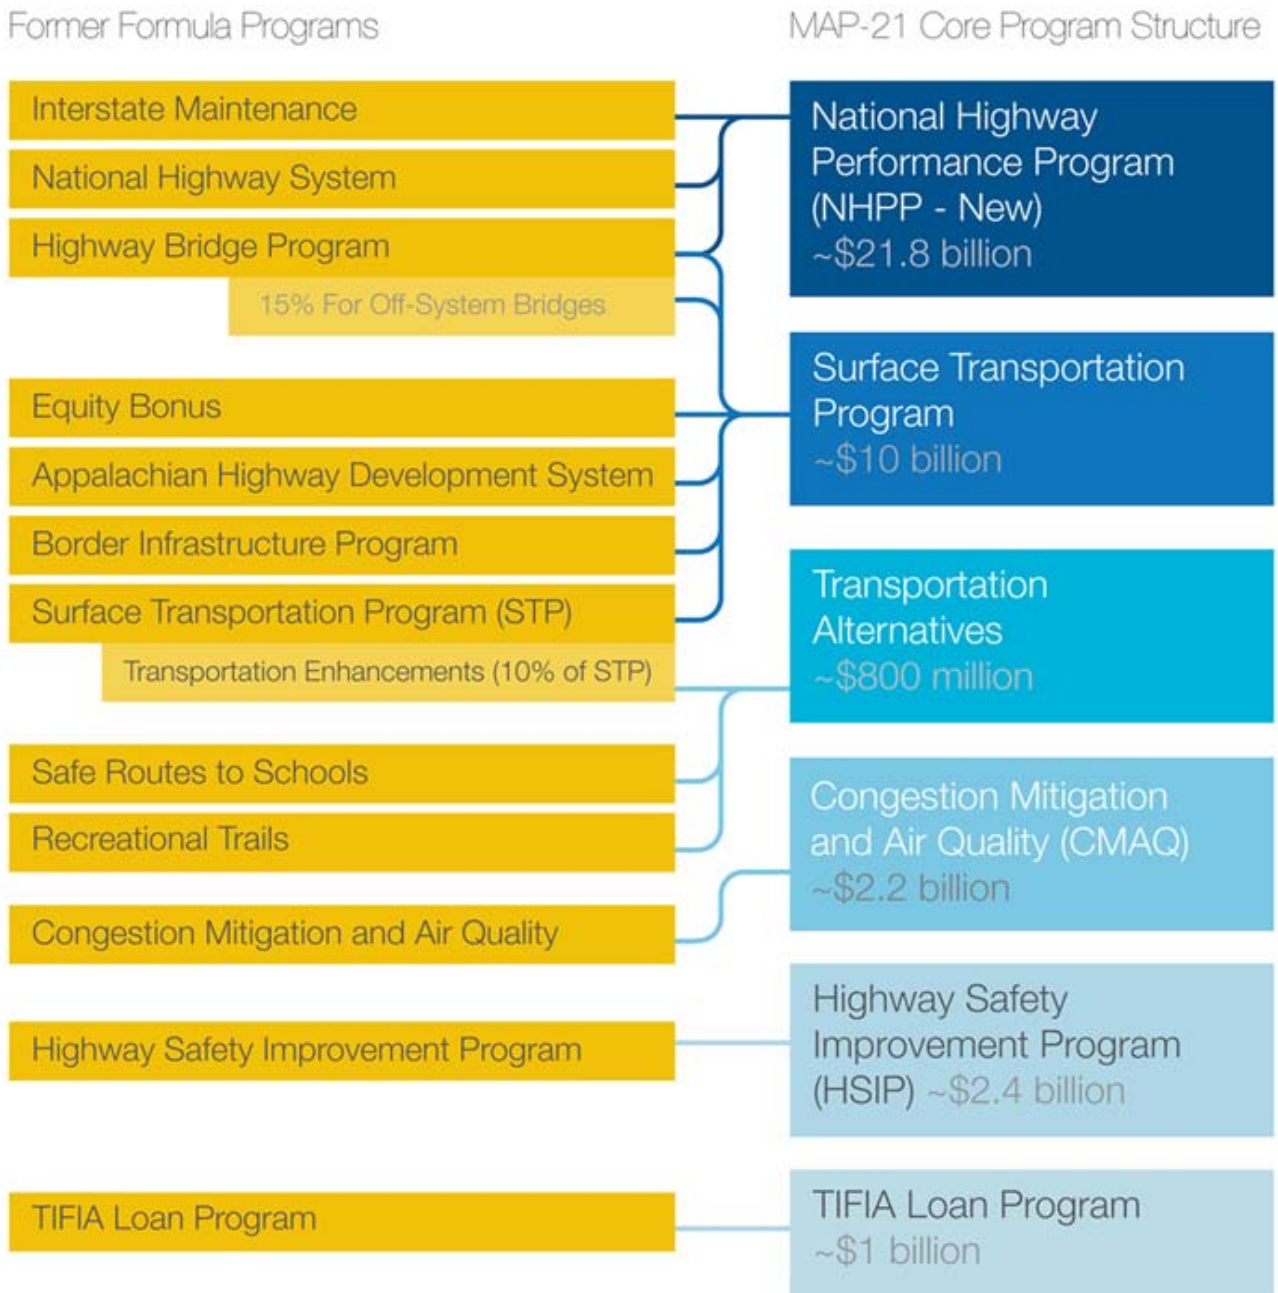 Former Formula Programs
MAP-21 Core Program Structure
Interstate Maintenance
National Highway System
Highway Bridge Program
15% For Off-System Bridges
Equity Bonus
Appalachian Highway Development System
Border Infrastructure Program
Surface Transportation Program (STP)
Transportation Enhancements (10% of STP)
Safe Routes to Schools
Recreational Trails
Congestion Mitigation and Air Quality
Highway Safety Improvement Program
TIFIA Loan Program
National Highway
Performance Program
(NHPP - New)
~$21.8 billion
Surface Transportation
Program
~$10 billion
Transportation
Alternatives
~$800 million
Congestion Mitigation
and Air Quality (CMAQ)
~$2.2 billion
Highway Safety
Improvement Program
(HSIP) ~$2.4 billion
TIFIA Loan Program
~$1 billion